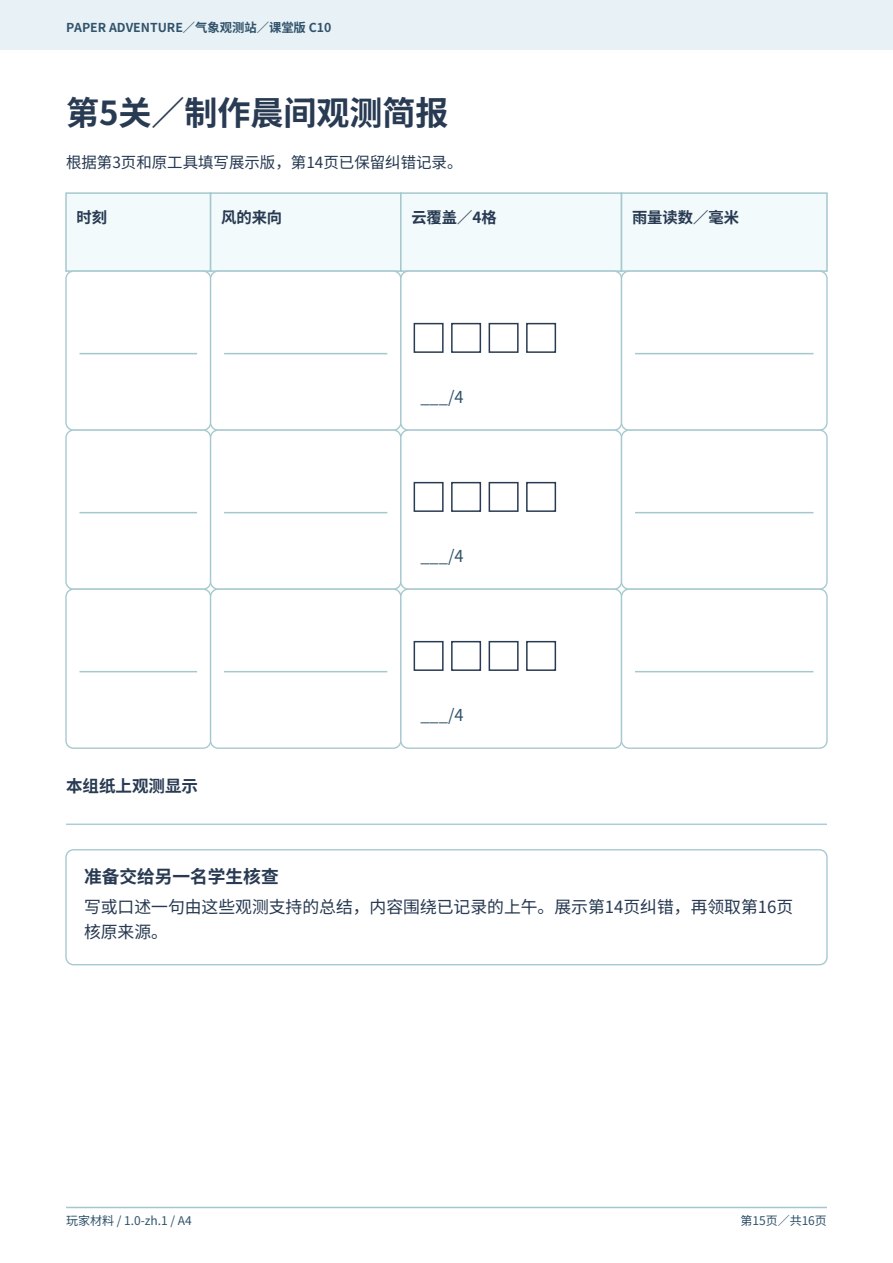 PAPER ADVENTURE／气象观测站／课堂版 C10
第5关／制作晨间观测简报
根据第3页和原工具填写展示版，第14页已保留纠错记录。
时刻 风的来向 云覆盖／4格 雨量读数／毫米
___/4
___/4
___/4
本组纸上观测显示
准备交给另一名学生核查
写或口述一句由这些观测支持的总结，内容围绕已记录的上午。展示第14页纠错，再领取第16页
核原来源。
玩家材料 / 1.0-zh.1 / A4 第15页／共16页